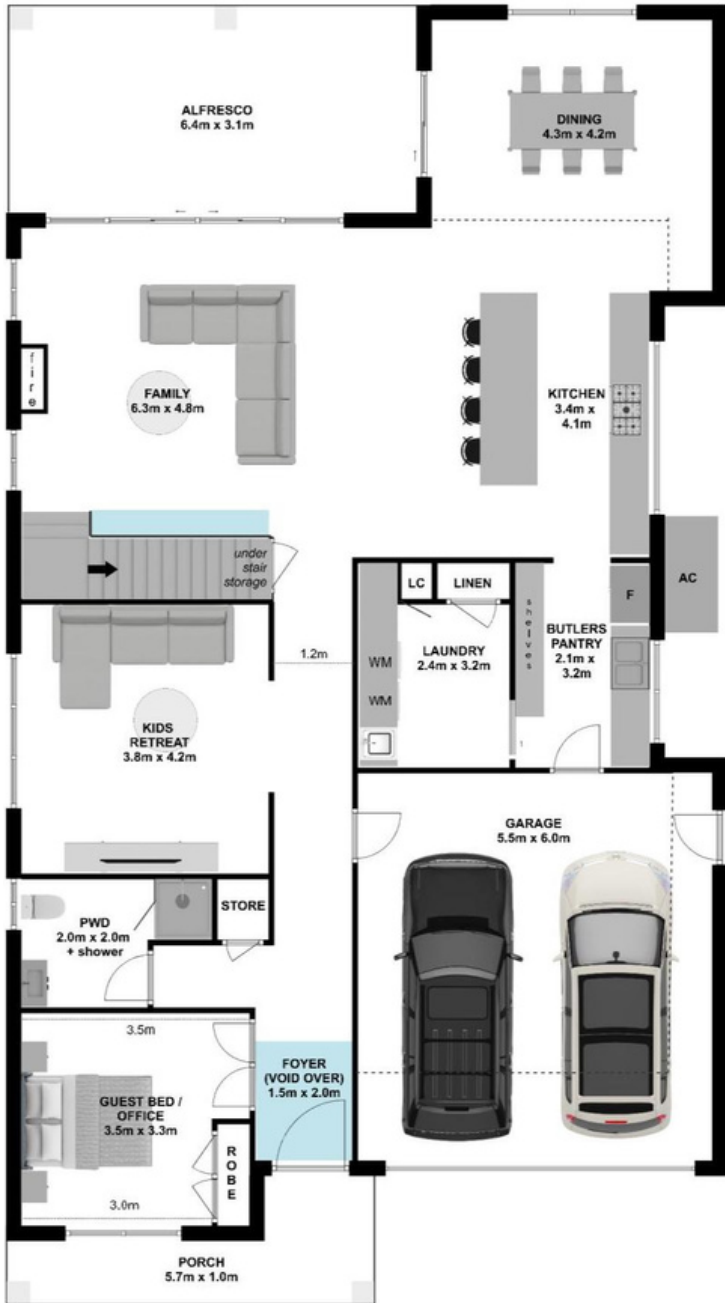 ALFRESCO
6.4m x 3.1m
DINING
4.3m x 4.2m
fire
FAMILY
6.3m x 4.8m
KITCHEN
3.4m x
4.1m
under
stair
storage
LC
LINEN
shelves
F
AC
1.2m
WM
WM
LAUNDRY
2.4m x 3.2m
BUTLERS
PANTRY
2.1m x
3.2m
KIDS
RETREAT
3.8m x 4.2m
GARAGE
5.5m x 6.0m
STORE
PWD
2.0m x 2.0m
+ shower
3.5m
FOYER
(VOID OVER)
1.5m x 2.0m
GUEST BED /
OFFICE
3.5m x 3.3m
ROBE
3.0m
PORCH
5.7m x 1.0m